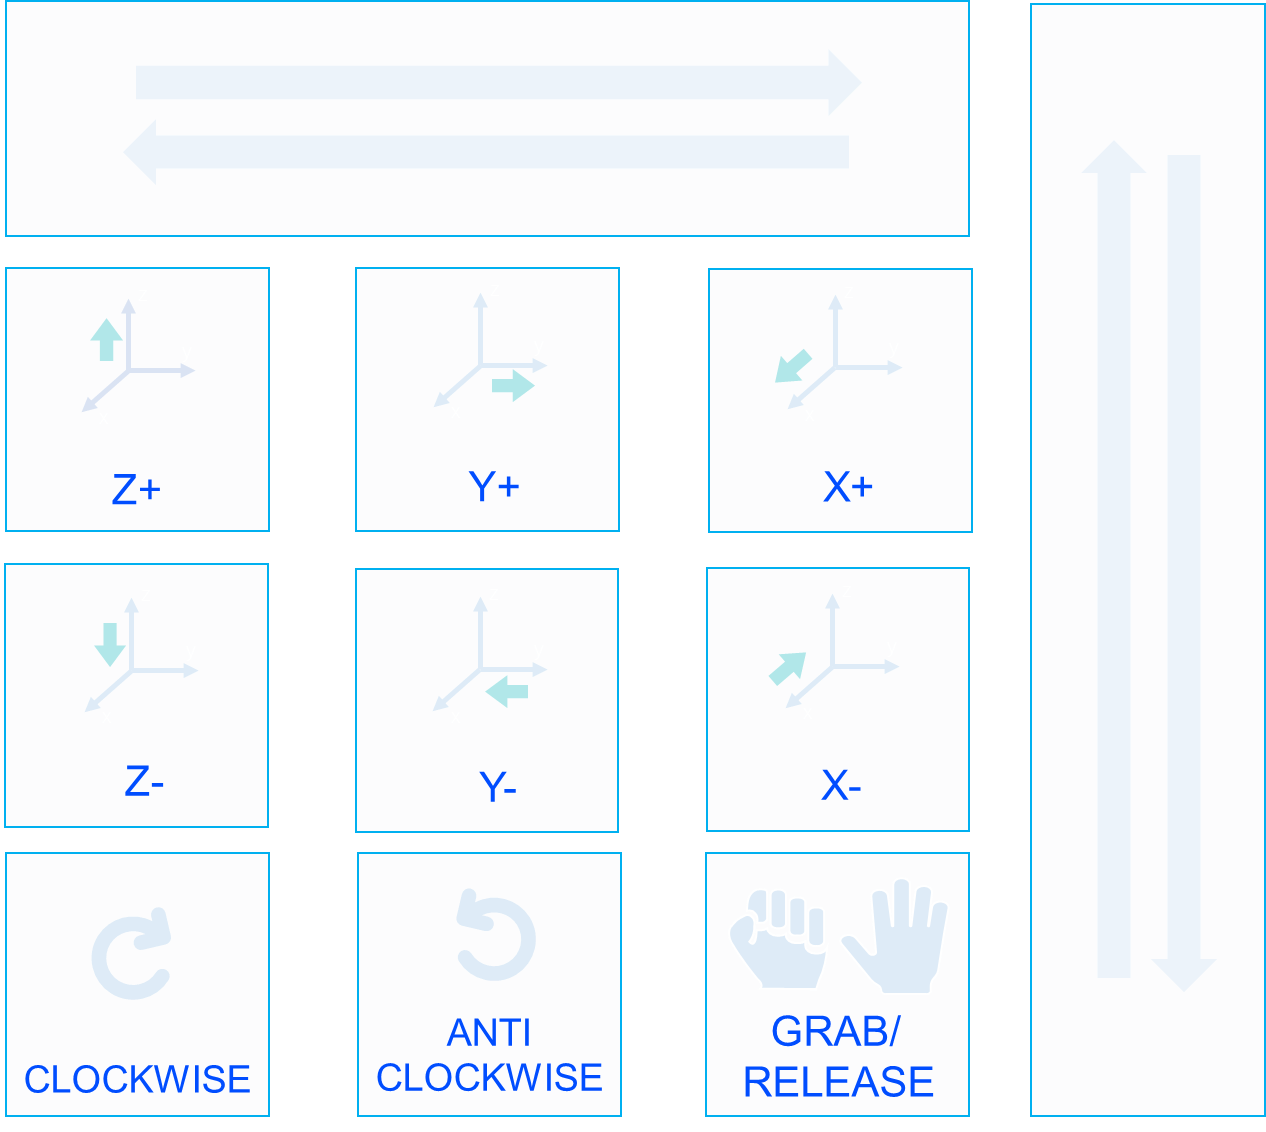 Z+
Y+
X+
Z-
Y-
X-
CLOCKWISE
ANTI
CLOCKWISE
GRAB/
RELEASE